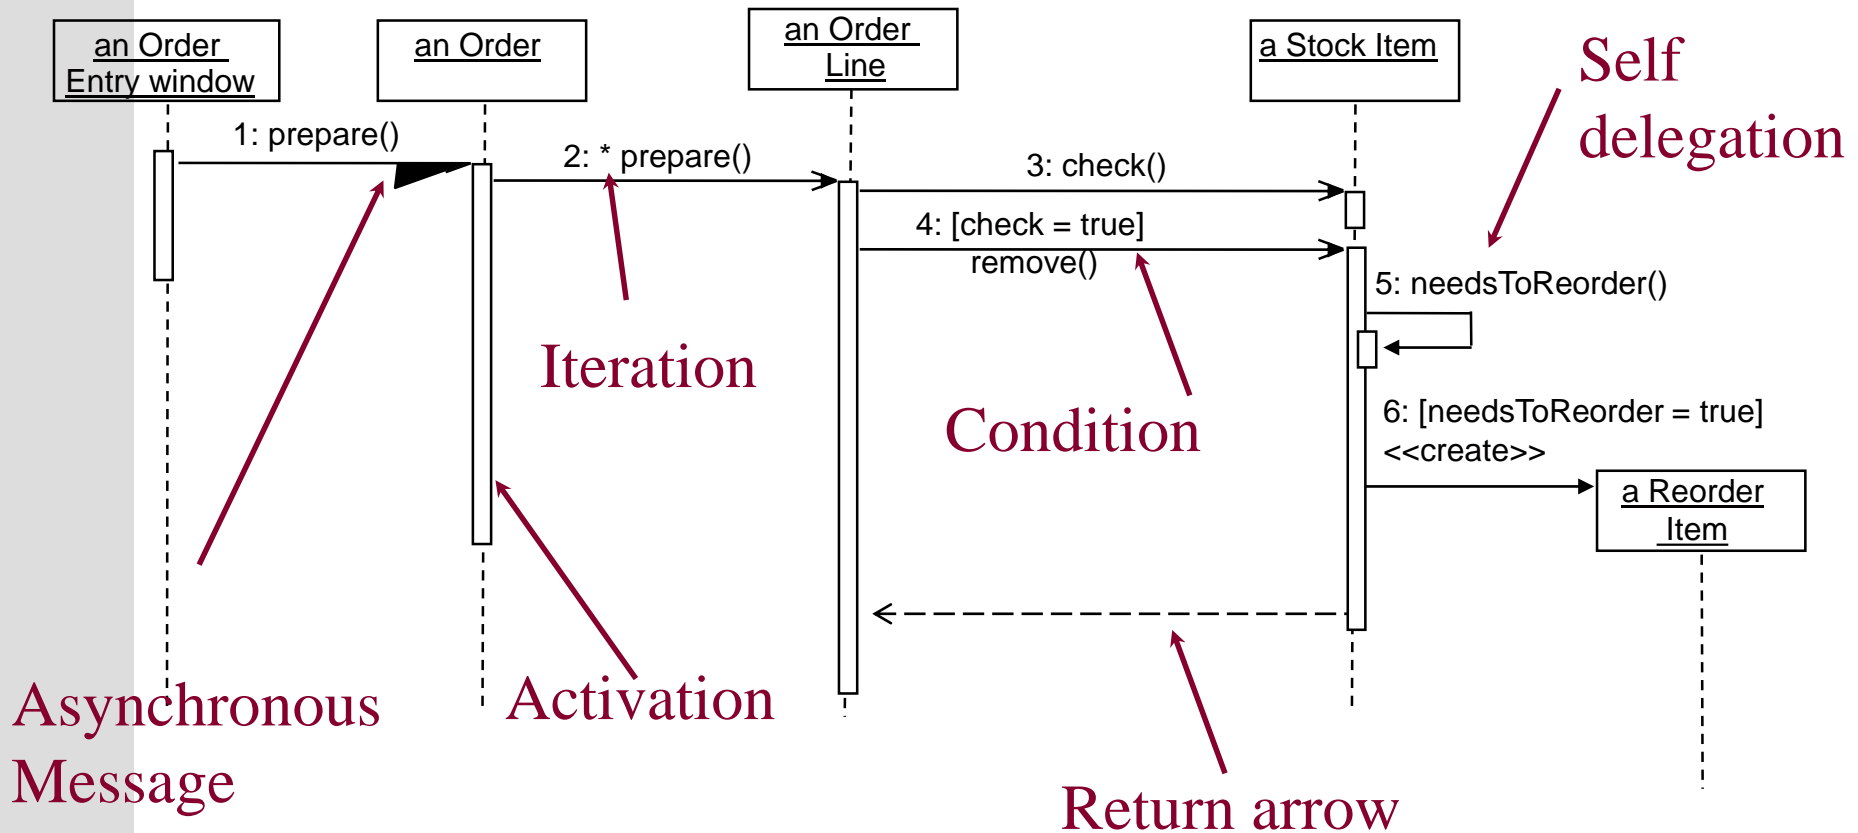 an Order
Entry window
an Order
an Order
Line
a Stock Item
Self
delegation
1: prepare()
2: * prepare()
3: check()
4: [check = true]
remove()
5: needsToReorder()
Iteration
Condition
6: [needsToReorder = true]
<<create>>
a Reorder
Item
Asynchronous
Message
Activation
Return arrow